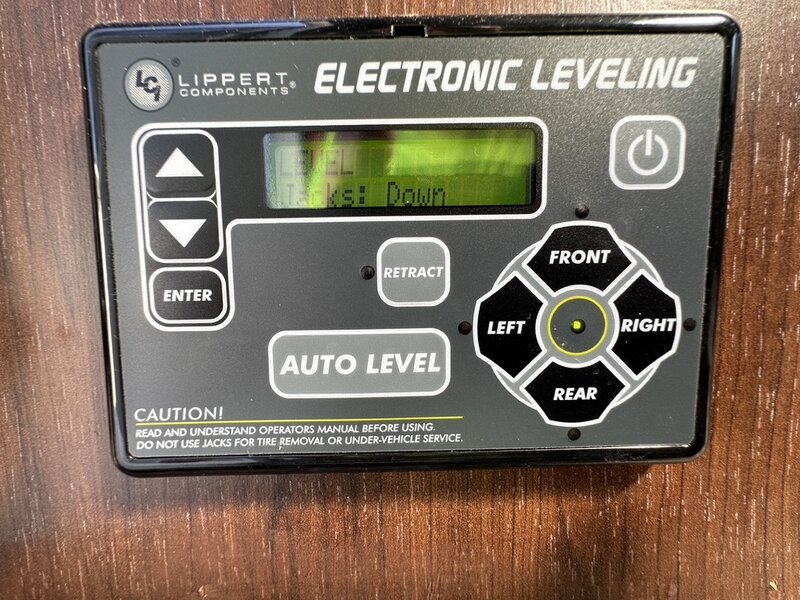 LCI LIPPERT COMPONENTS® ELECTRONIC LEVELING
LEVEL
Jacks: Down
ENTER
RETRACT
AUTO LEVEL
FRONT
LEFT
RIGHT
REAR
CAUTION!
READ AND UNDERSTAND OPERATORS MANUAL BEFORE USING.
DO NOT USE JACKS FOR TIRE REMOVAL OR UNDER-VEHICLE SERVICE.